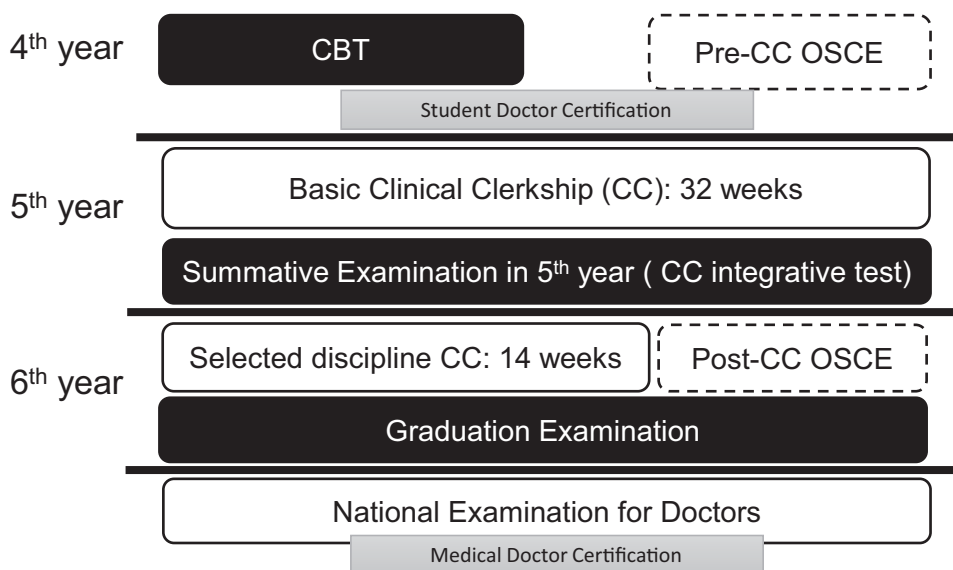 4th year
CBT
Pre-CC OSCE
Student Doctor Certification
5th year
Basic Clinical Clerkship (CC): 32 weeks
Summative Examination in 5th year ( CC integrative test)
6th year
Selected discipline CC: 14 weeks
Post-CC OSCE
Graduation Examination
National Examination for Doctors
Medical Doctor Certification